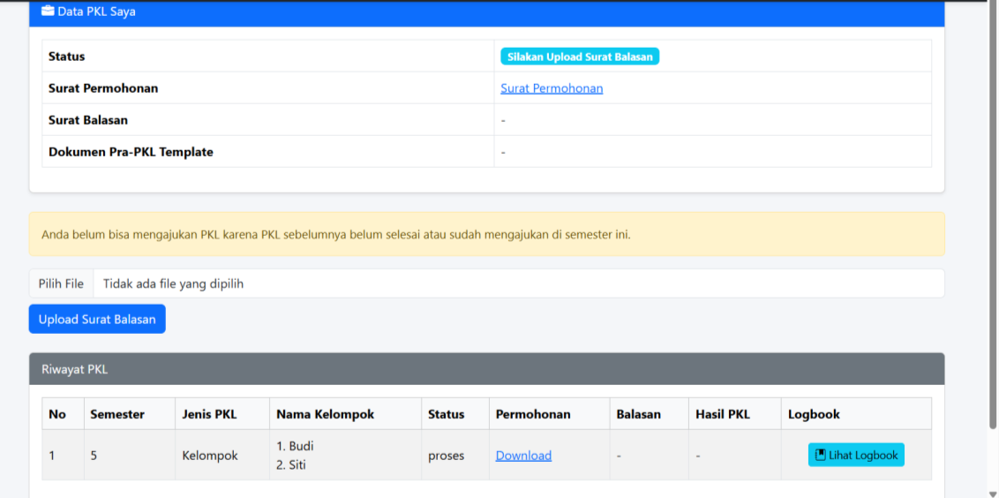 Data PKL Saya
Status Silakan Upload Surat Balasan
Surat Permohonan Surat Permohonan
Surat Balasan -
Dokumen Pra-PKL Template -
Anda belum bisa mengajukan PKL karena PKL sebelumnya belum selesai atau sudah mengajukan di semester ini.
Pilih File Tidak ada file yang dipilih
Upload Surat Balasan
Riwayat PKL
No Semester Jenis PKL Nama Kelompok Status Permohonan Balasan Hasil PKL Logbook
1 5 Kelompok 1. Budi proses Download - - Lihat Logbook
2. Siti